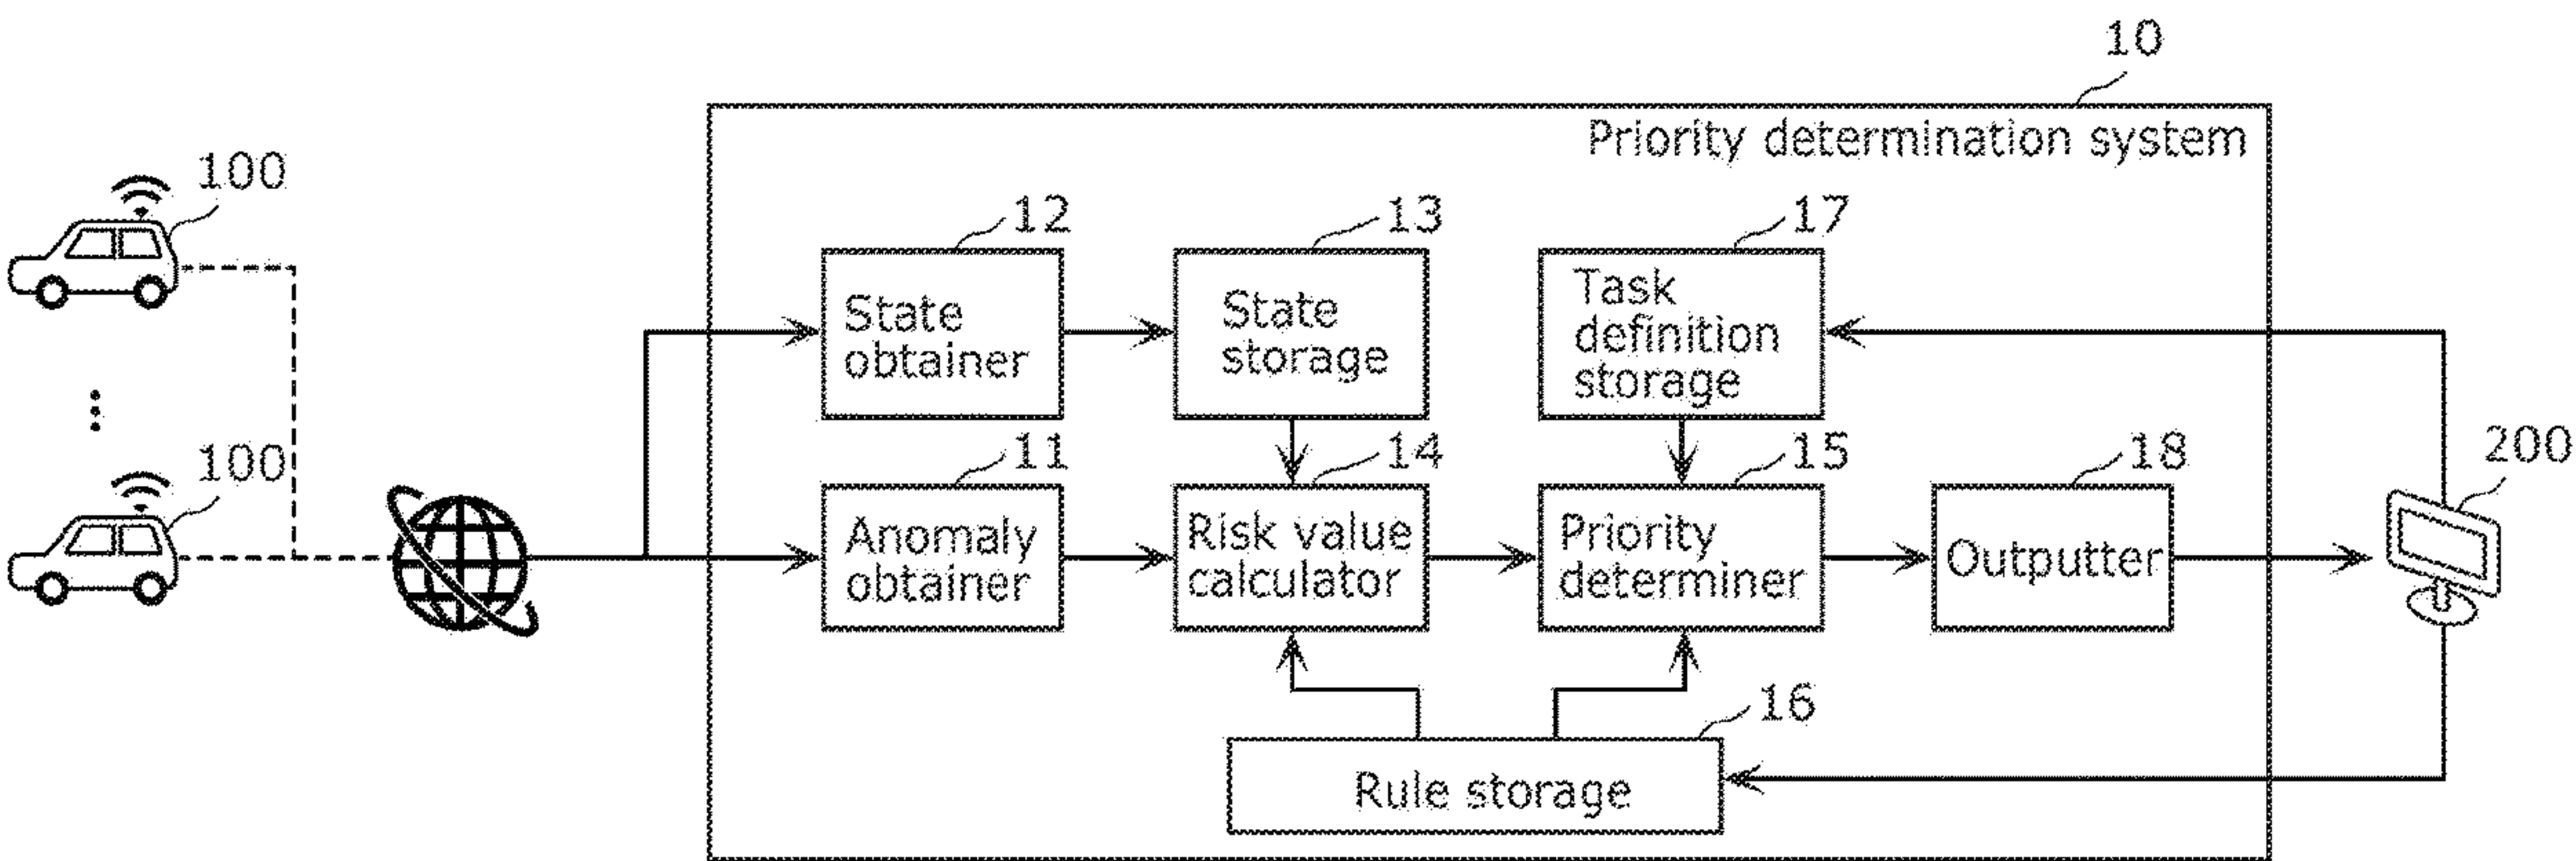 10
Priority determination system
100
12
13
17
State
obtainer
State
storage
Task
definition
storage
100
11
14
15
18
200
Anomaly
obtainer
Risk value
calculator
Priority
determiner
Outputter
16
Rule storage